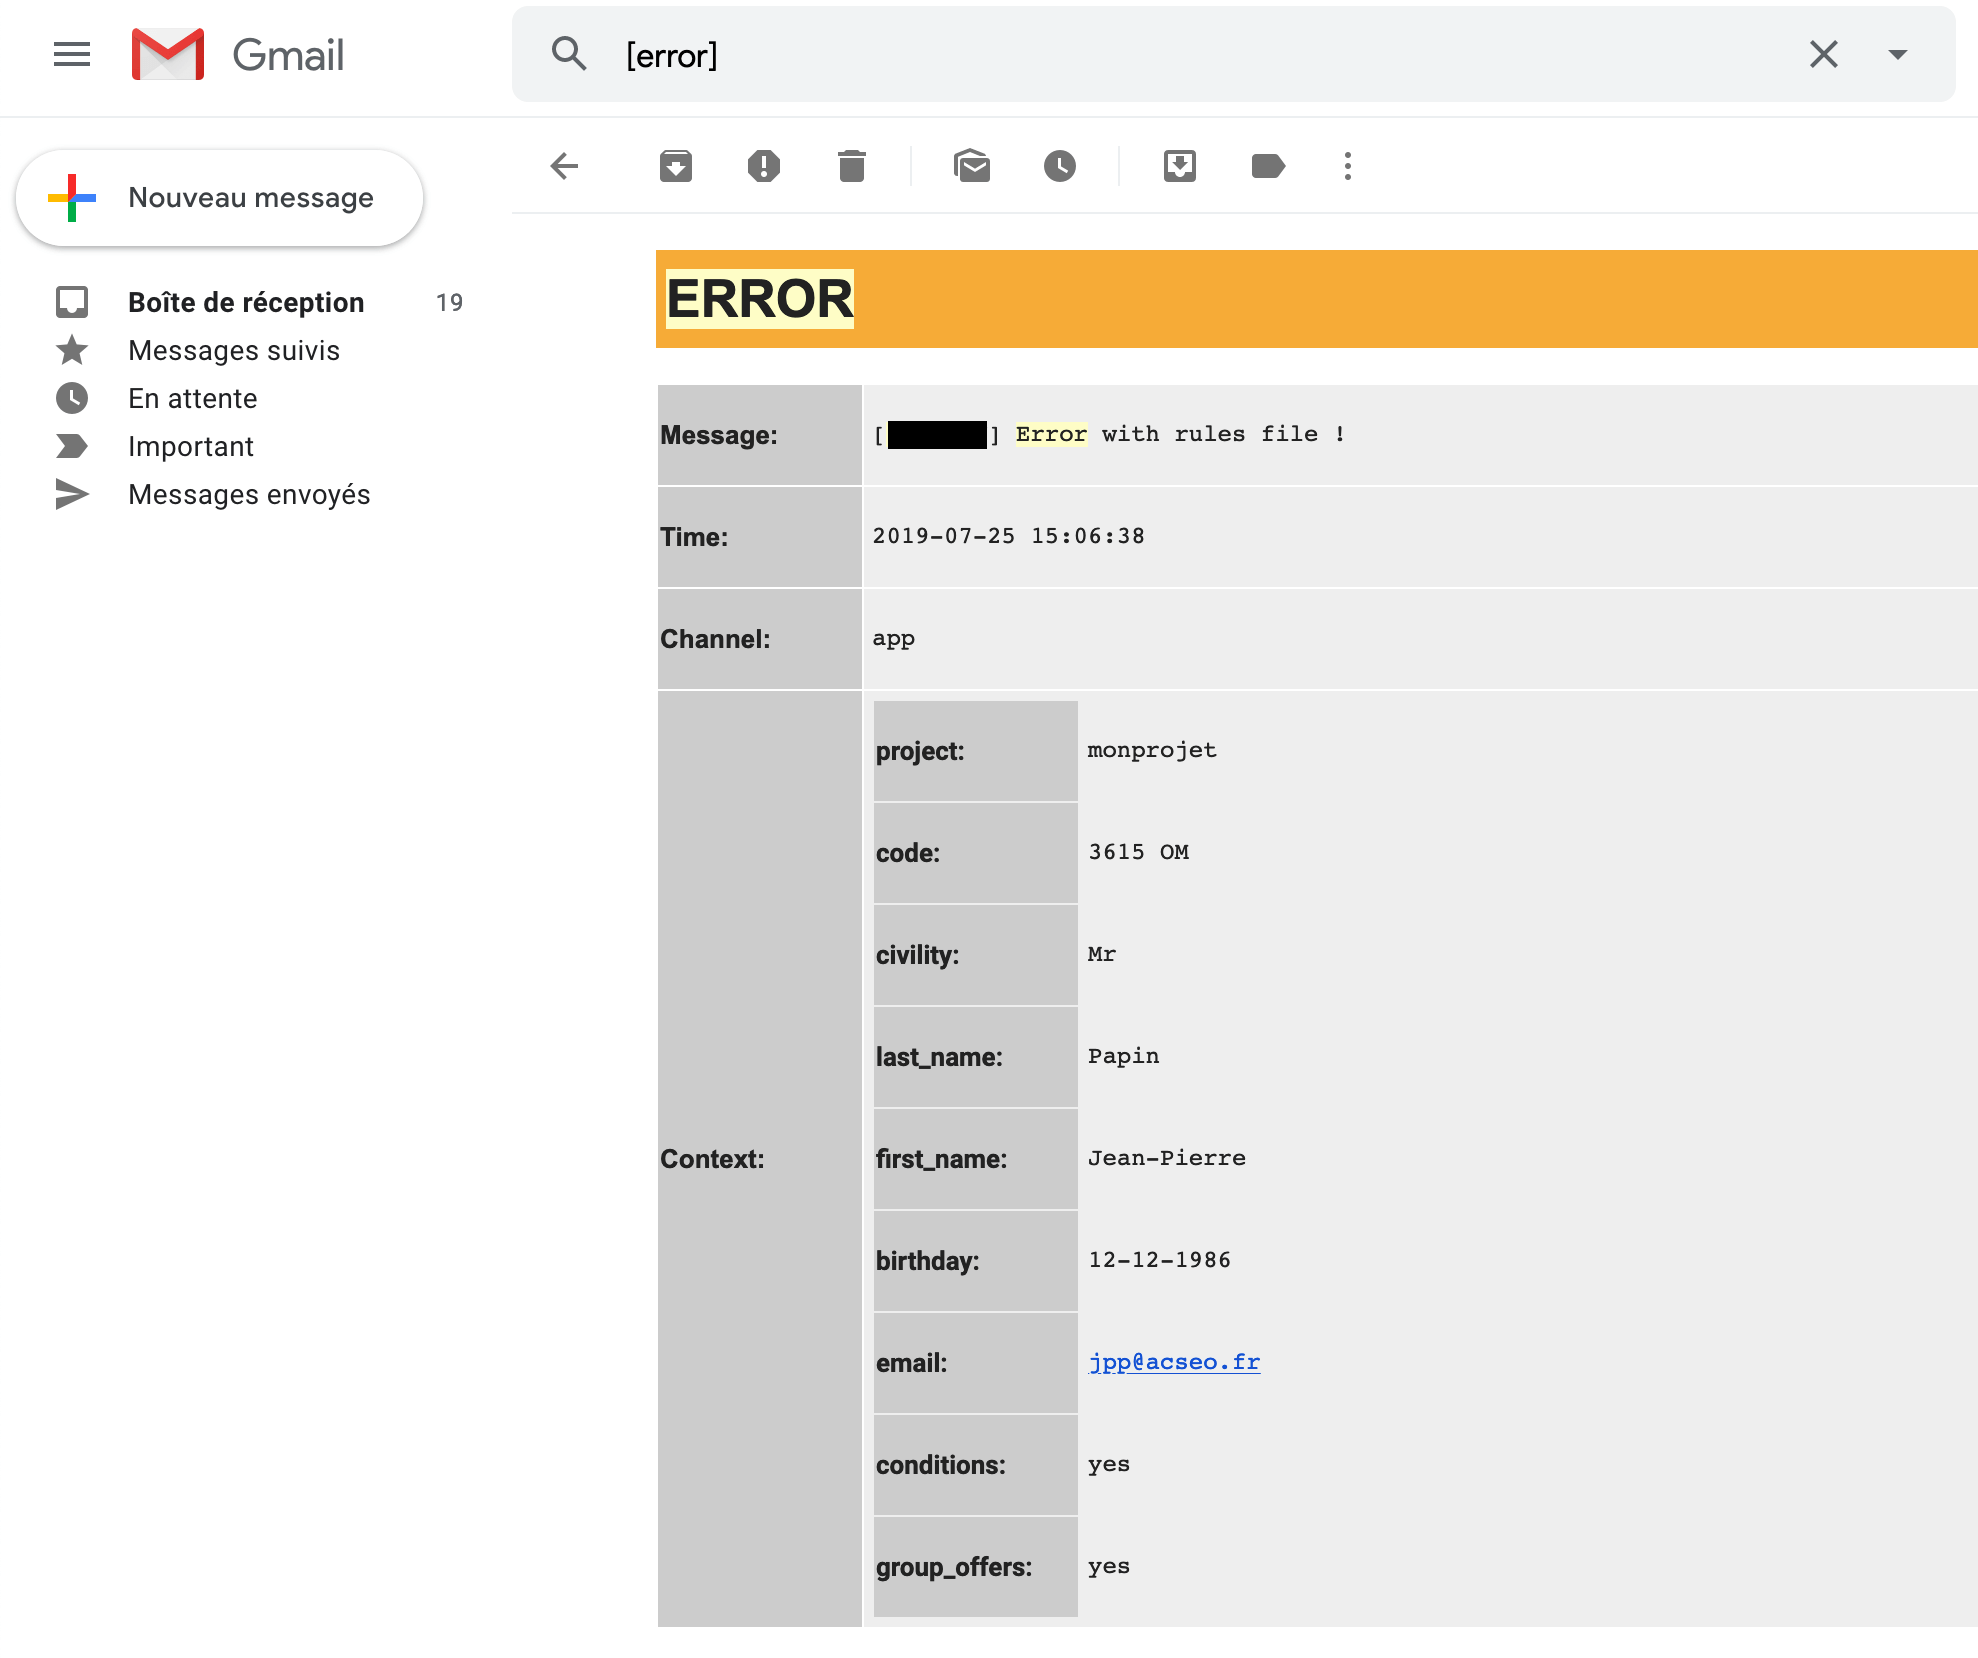 Gmail
[error]
Nouveau message
Boîte de réception 19
Messages suivis
En attente
Important
Messages envoyés
ERROR
Message: [ ] Error with rules file !
Time: 2019-07-25 15:06:38
Channel: app
Context:
project: monprojet
code: 3615 OM
civility: Mr
last_name: Papin
first_name: Jean-Pierre
birthday: 12-12-1986
email: jpp@acseo.fr
conditions: yes
group_offers: yes